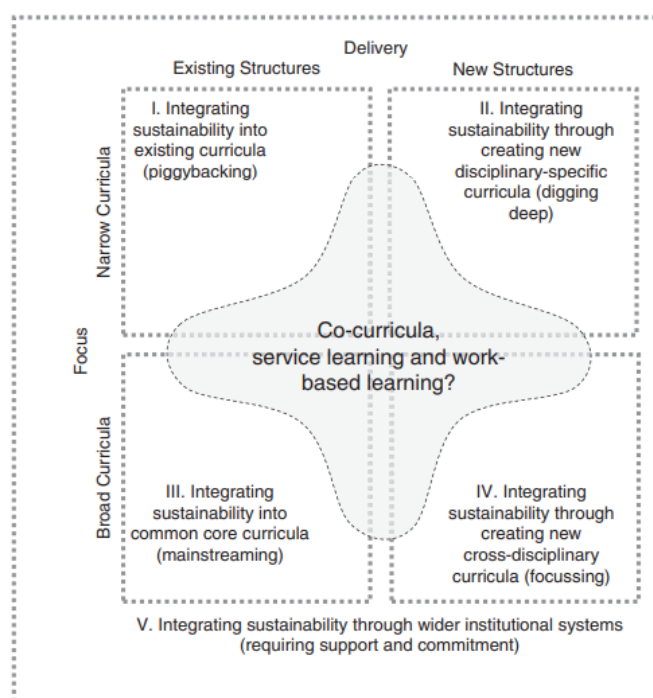 Delivery
Existing Structures
New Structures
Focus
Narrow Curricula
Broad Curricula
I. Integrating
sustainability into
existing curricula
(piggybacking)
II. Integrating
sustainability through
creating new
disciplinary-specific
curricula (digging
deep)
Co-curricula,
service learning and work-
based learning?
III. Integrating
sustainability into
common core curricula
(mainstreaming)
IV. Integrating
sustainability through
creating new
cross-disciplinary
curricula (focussing)
V. Integrating sustainability through wider institutional systems
(requiring support and commitment)